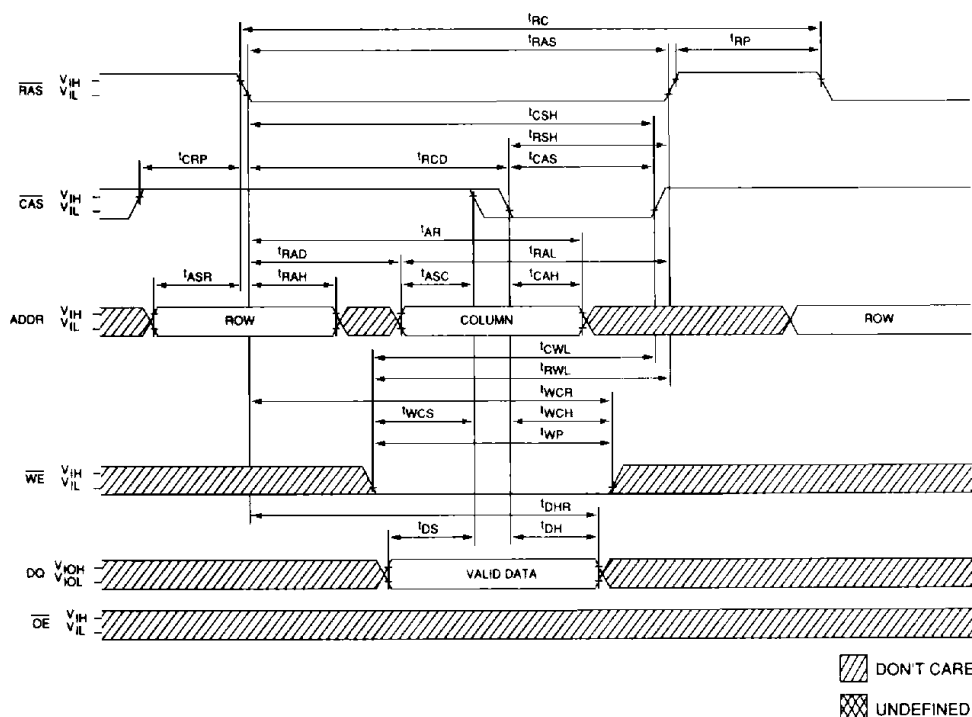 tRC
tRAS tRP
RAS VIH VIL
tCSH
tRSH
tCRP tRCD tCAS
CAS VIH VIL
tAR
tRAD tRAL
tASR tRAH tASC tCAH
ADDR VIH VIL ROW COLUMN ROW
tCWL
tRWL
tWCR
tWCS tWCH
tWP
WE VIH VIL
tDHR
tDS tDH
DQ VIOH VIOL VALID DATA
OE VIH VIL
DON'T CARE
UNDEFINED